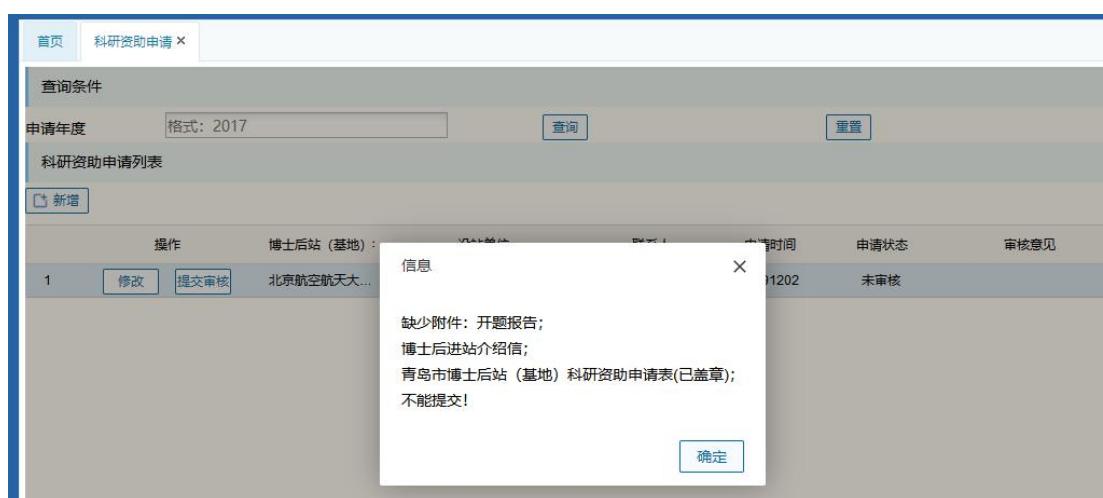 首页 科研资助申请 ×
查询条件
申请年度 格式：2017 查询 重置
科研资助申请列表
新增
操作 博士后站（基地） 申请状态 审核意见
1 修改 提交审核 北京航空航天大... 1202 未审核
信息 ×
缺少附件：开题报告;
博士后进站介绍信;
青岛市博士后站（基地）科研资助申请表(已盖章);
不能提交!
确定